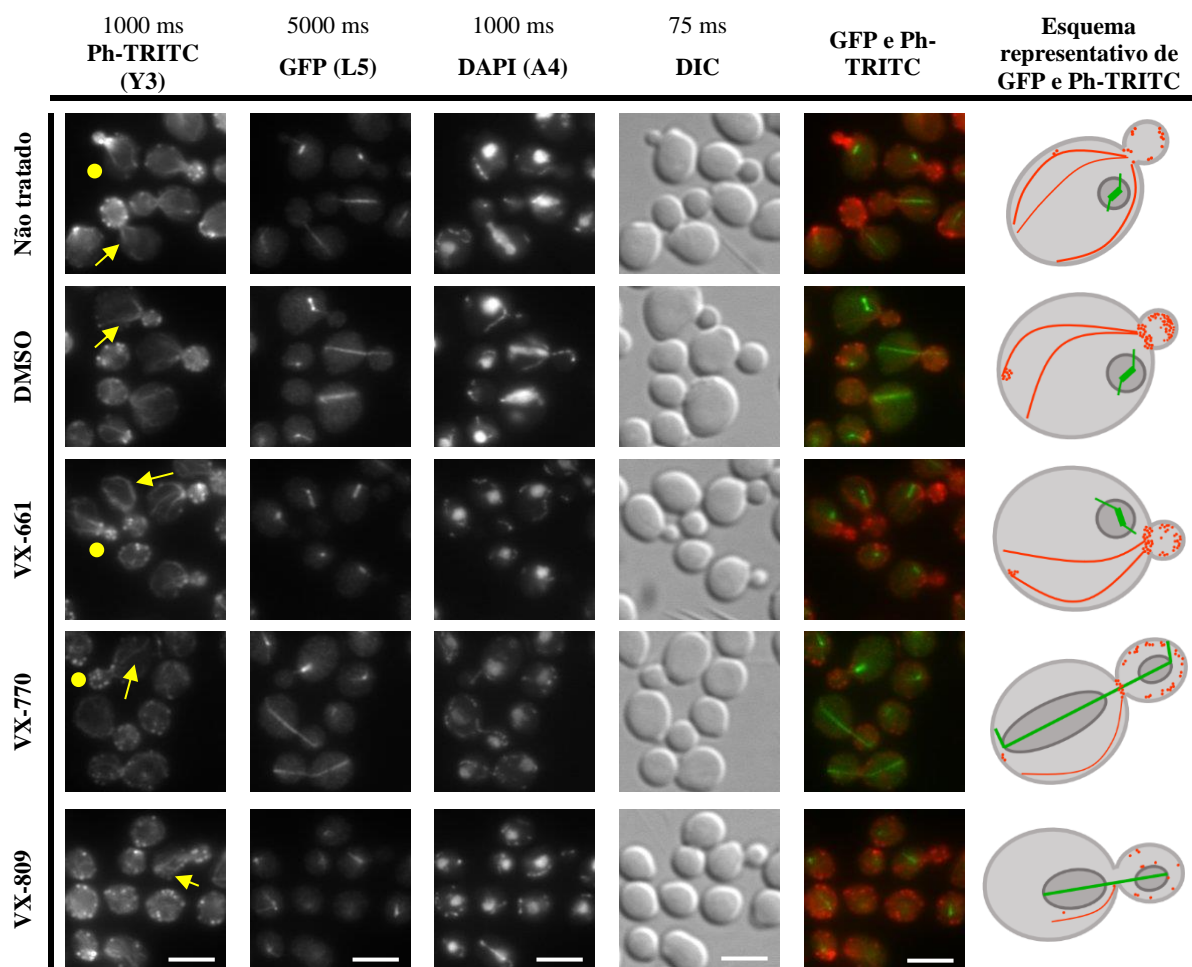 1000 ms
Ph-TRITC
(Y3)
5000 ms
GFP (L5)
1000 ms
DAPI (A4)
75 ms
DIC
GFP e Ph-
TRITC
Esquema
representativo de
GFP e Ph-TRITC
Não tratado
DMSO
VX-661
VX-770
VX-809